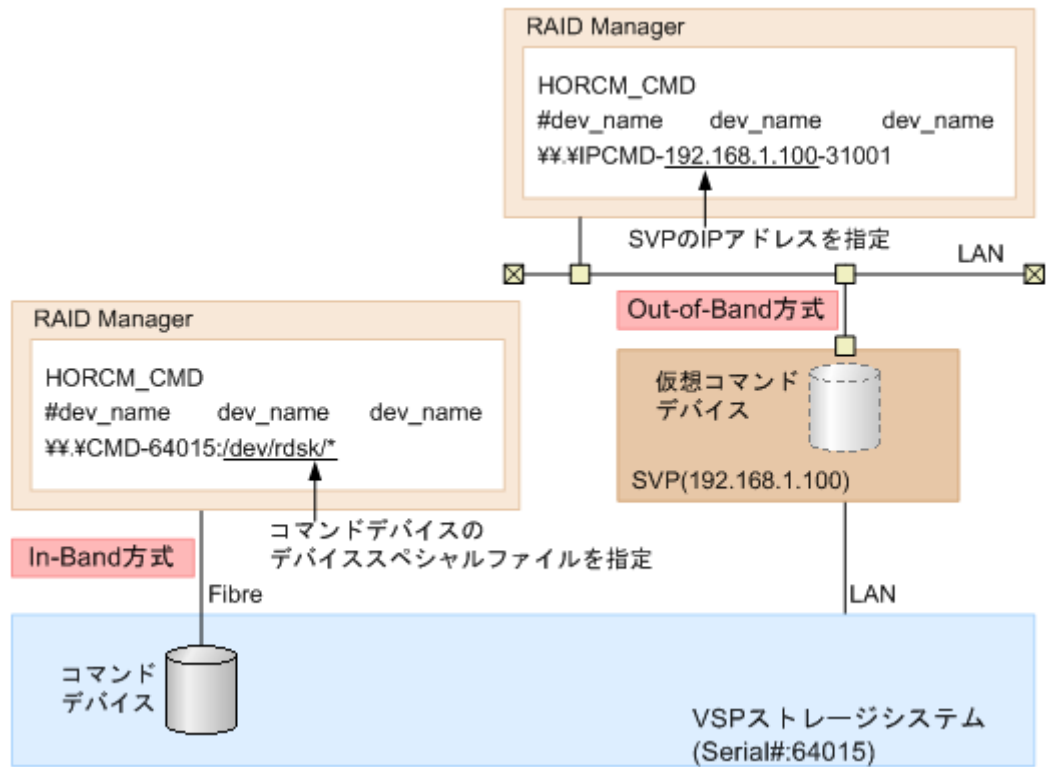 RAID Manager
HORCM_CMD
#dev_name dev_name dev_name
¥¥.¥IPCMD-192.168.1.100-31001
SVPのIPアドレスを指定
LAN
Out-of-Band方式
仮想コマンド
デバイス
SVP(192.168.1.100)
LAN
RAID Manager
HORCM_CMD
#dev_name dev_name dev_name
¥¥.¥CMD-64015:/dev/rdsk/*
コマンドデバイスの
デバイススペシャルファイルを指定
In-Band方式
Fibre
コマンド
デバイス
VSPストレージシステム
(Serial#:64015)